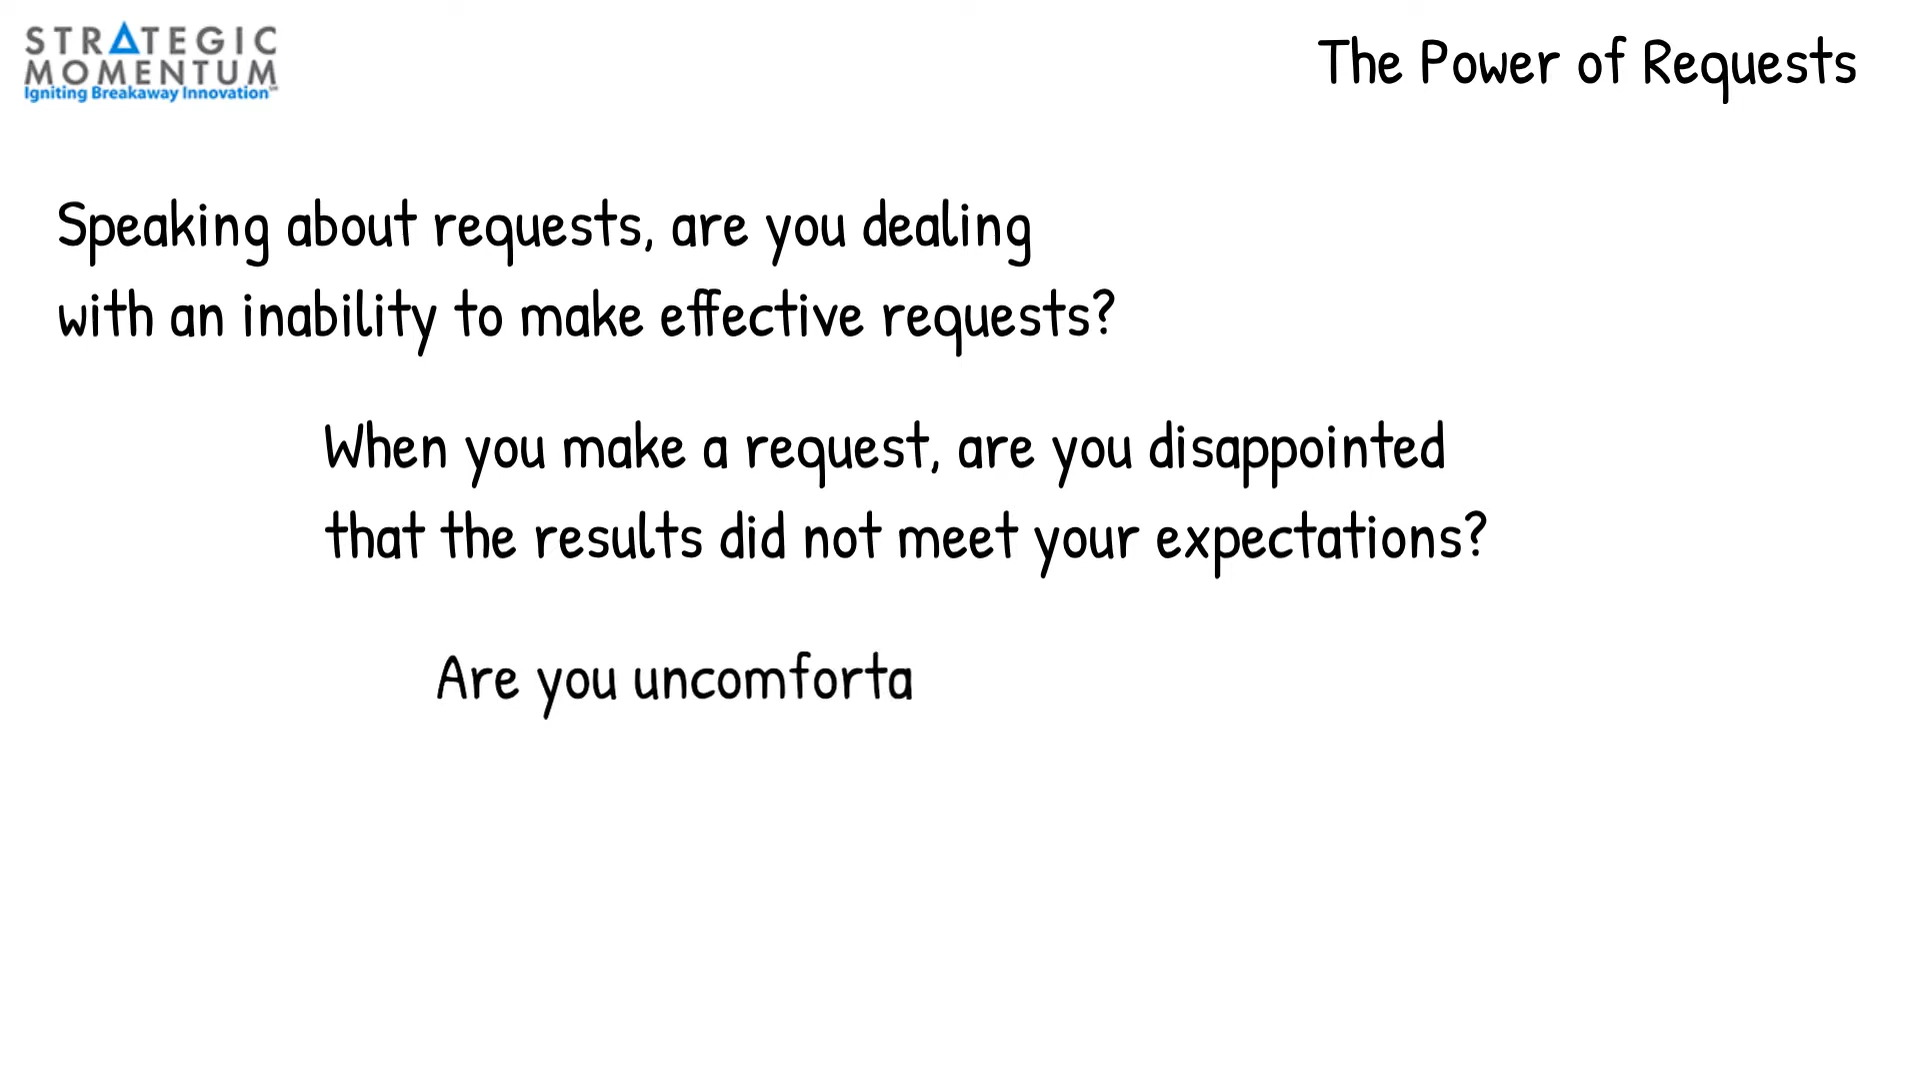 STRATEGIC
MOMENTUM
Igniting Breakaway Innovation℠
The Power of Requests
Speaking about requests, are you dealing
with an inability to make effective requests?
When you make a request, are you disappointed
that the results did not meet your expectations?
Are you uncomforta